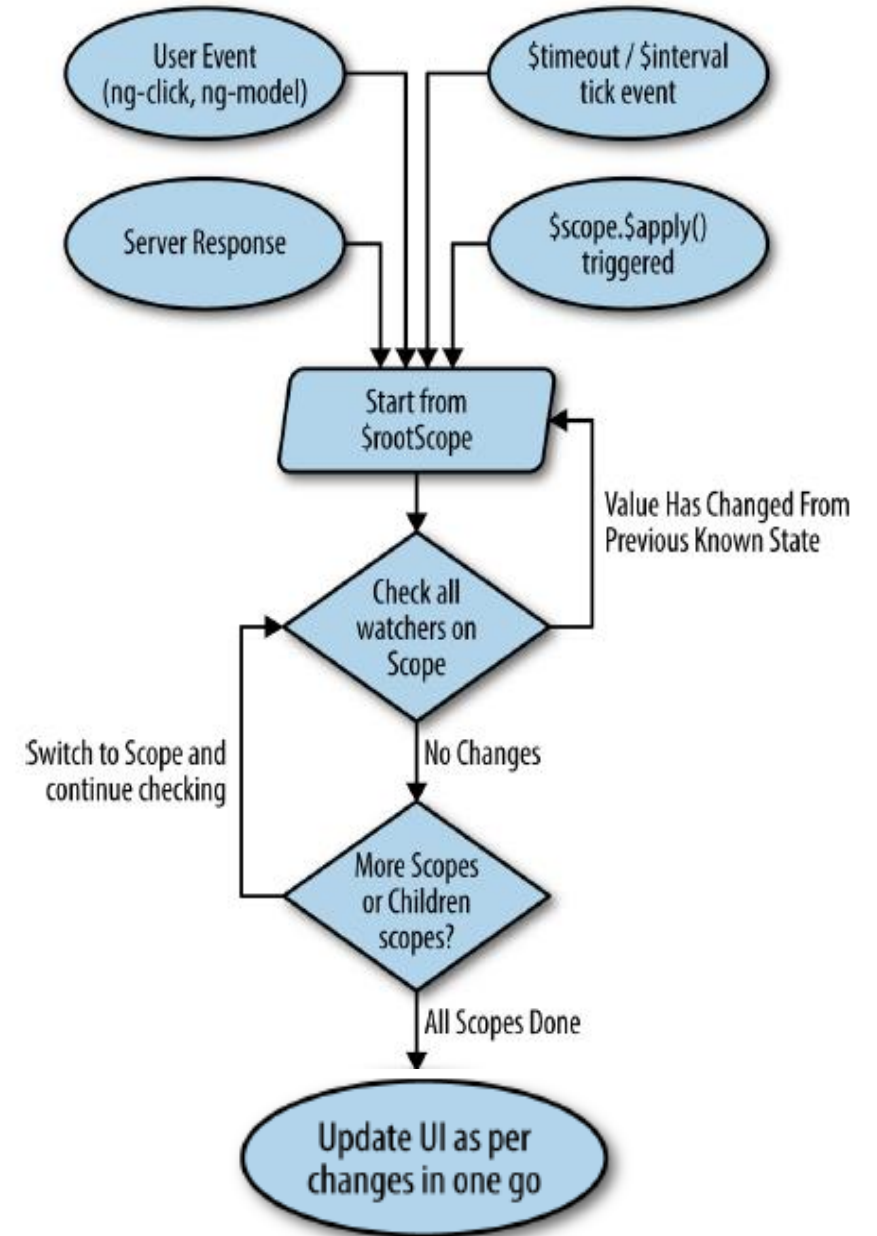 User Event
(ng-click, ng-model)
$timeout / $interval
tick event
Server Response
$scope.$apply()
triggered
Start from
$rootScope
Value Has Changed From
Previous Known State
Check all
watchers on
Scope
Switch to Scope and
continue checking
No Changes
More Scopes
or Children
scopes?
All Scopes Done
Update UI as per
changes in one go